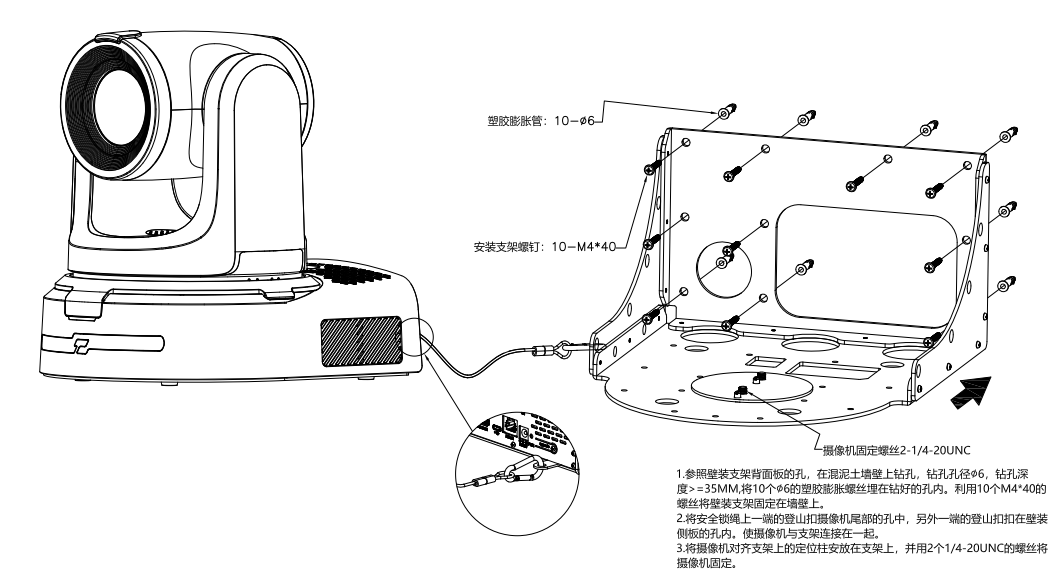 塑胶膨胀管：10-ø6
安装支架螺钉：10-M4*40
摄像机固定螺丝2-1/4-20UNC
1.参照壁装支架背面板的孔，在混泥土墙壁上钻孔，钻孔孔径ø6，钻孔深
度>=35MM,将10个ø6的塑胶膨胀螺丝埋在钻好的孔内。利用10个M4*40的
螺丝将壁装支架固定在墙壁上。
2.将安全锁绳上一端的登山扣摄像机尾部的孔中，另外一端的登山扣扣在壁装
侧板的孔内。使摄像机与支架连接在一起。
3.将摄像机对齐支架上的定位柱安放在支架上，并用2个1/4-20UNC的螺丝将
摄像机固定。